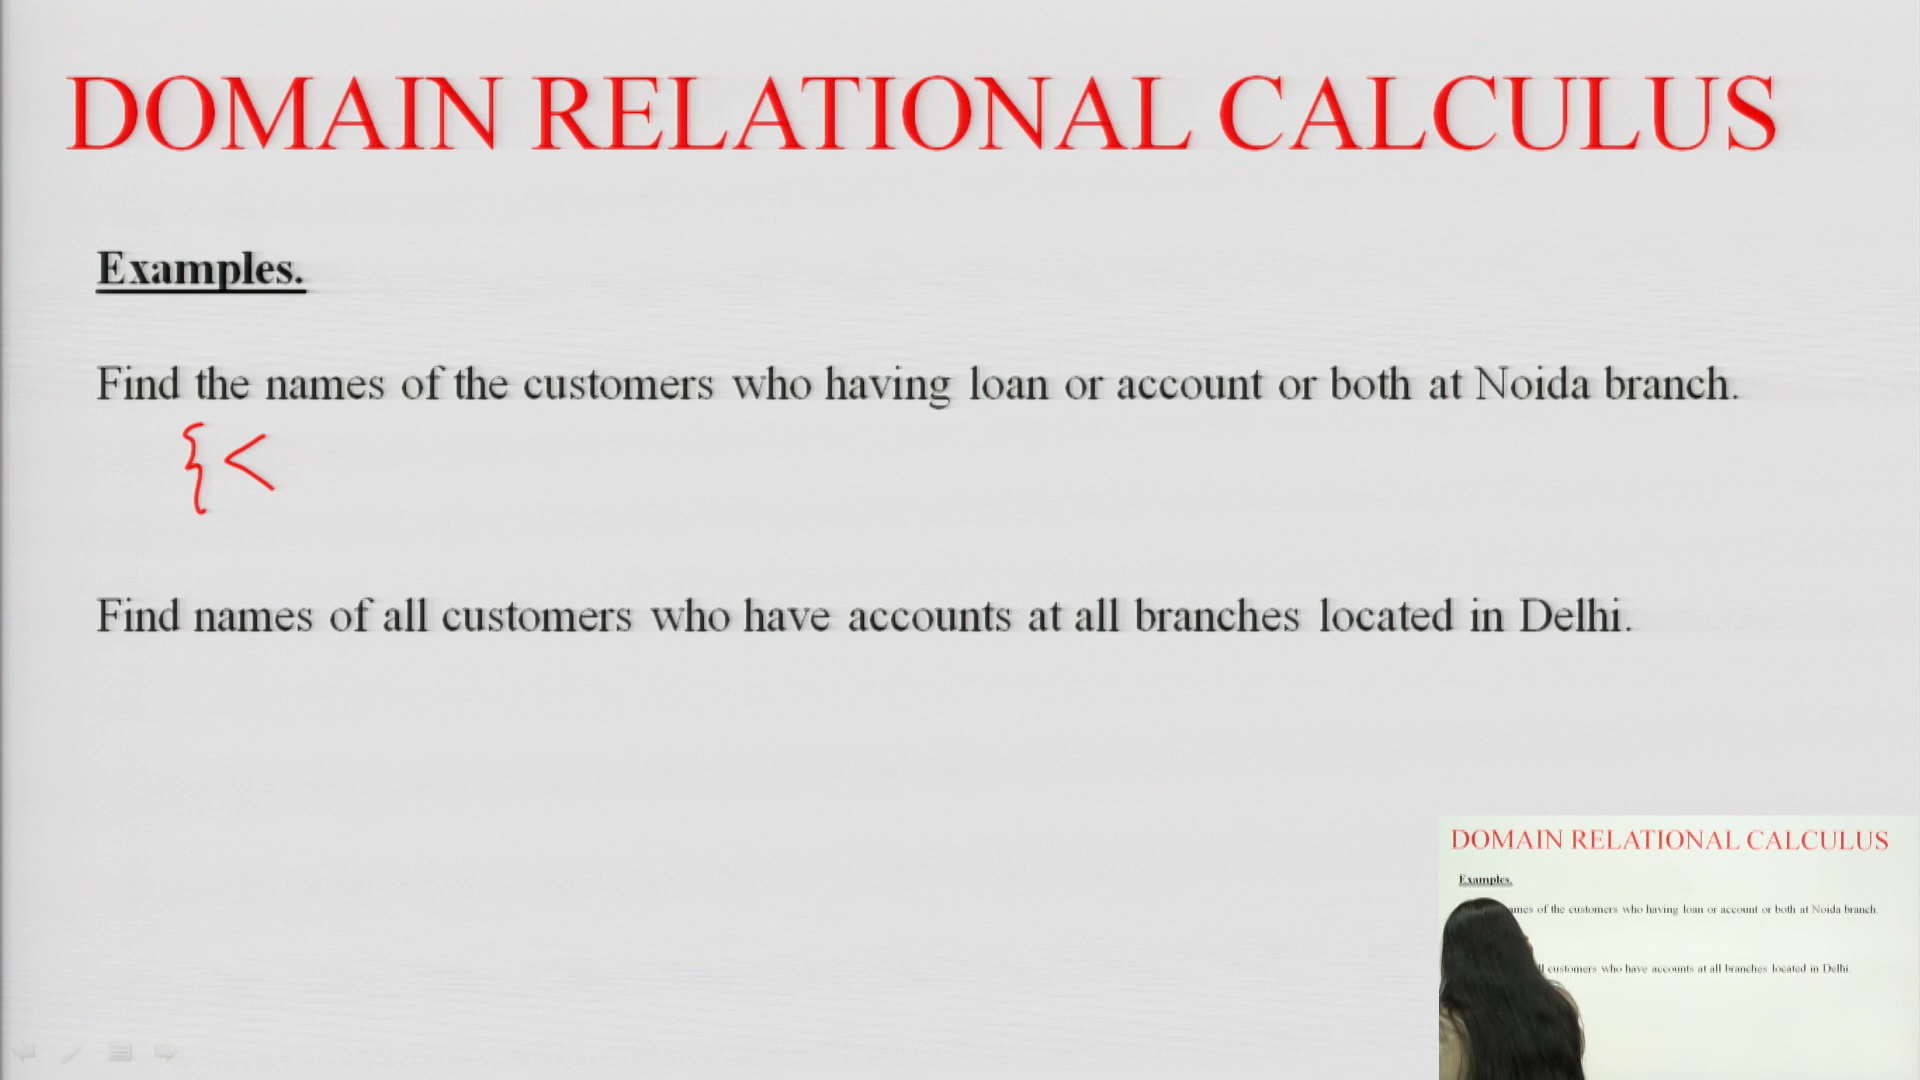 DOMAIN RELATIONAL CALCULUS
Examples.
Find the names of the customers who having loan or account or both at Noida branch.
{<
Find names of all customers who have accounts at all branches located in Delhi.
DOMAIN RELATIONAL CALCULUS
Examples.
of the customers who having loan or account or both at Noida branch.
customers who have accounts at all branches located in Delhi.